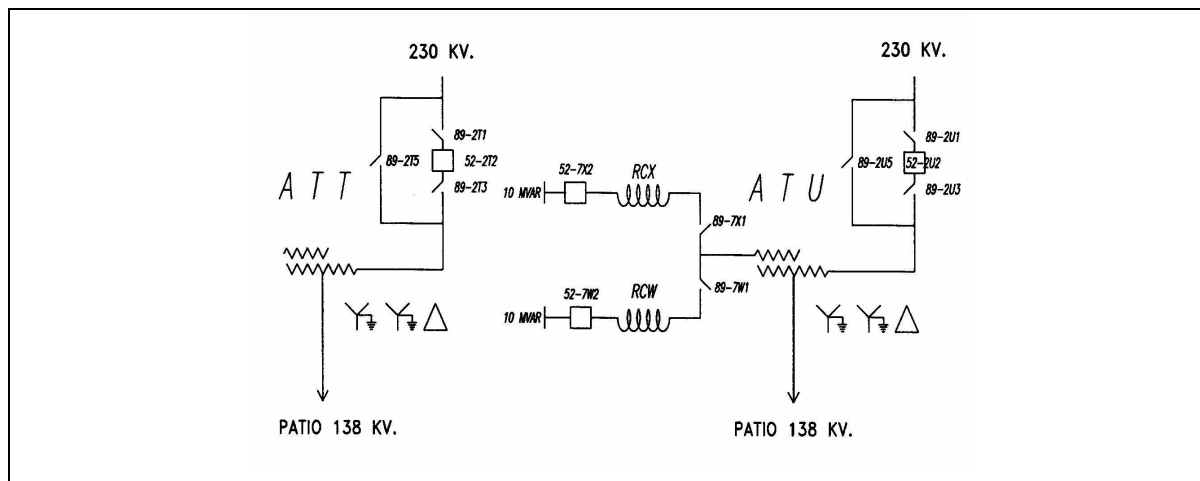 230 KV.
230 KV.
89-2T1
89-2T5
52-2T2
89-2T3
ATT
52-7X2
RCX
10 MVAR
89-7X1
ATU
89-2U1
89-2U5
52-2U2
89-2U3
89-7W1
52-7W2
RCW
10 MVAR
PATIO 138 KV.
PATIO 138 KV.